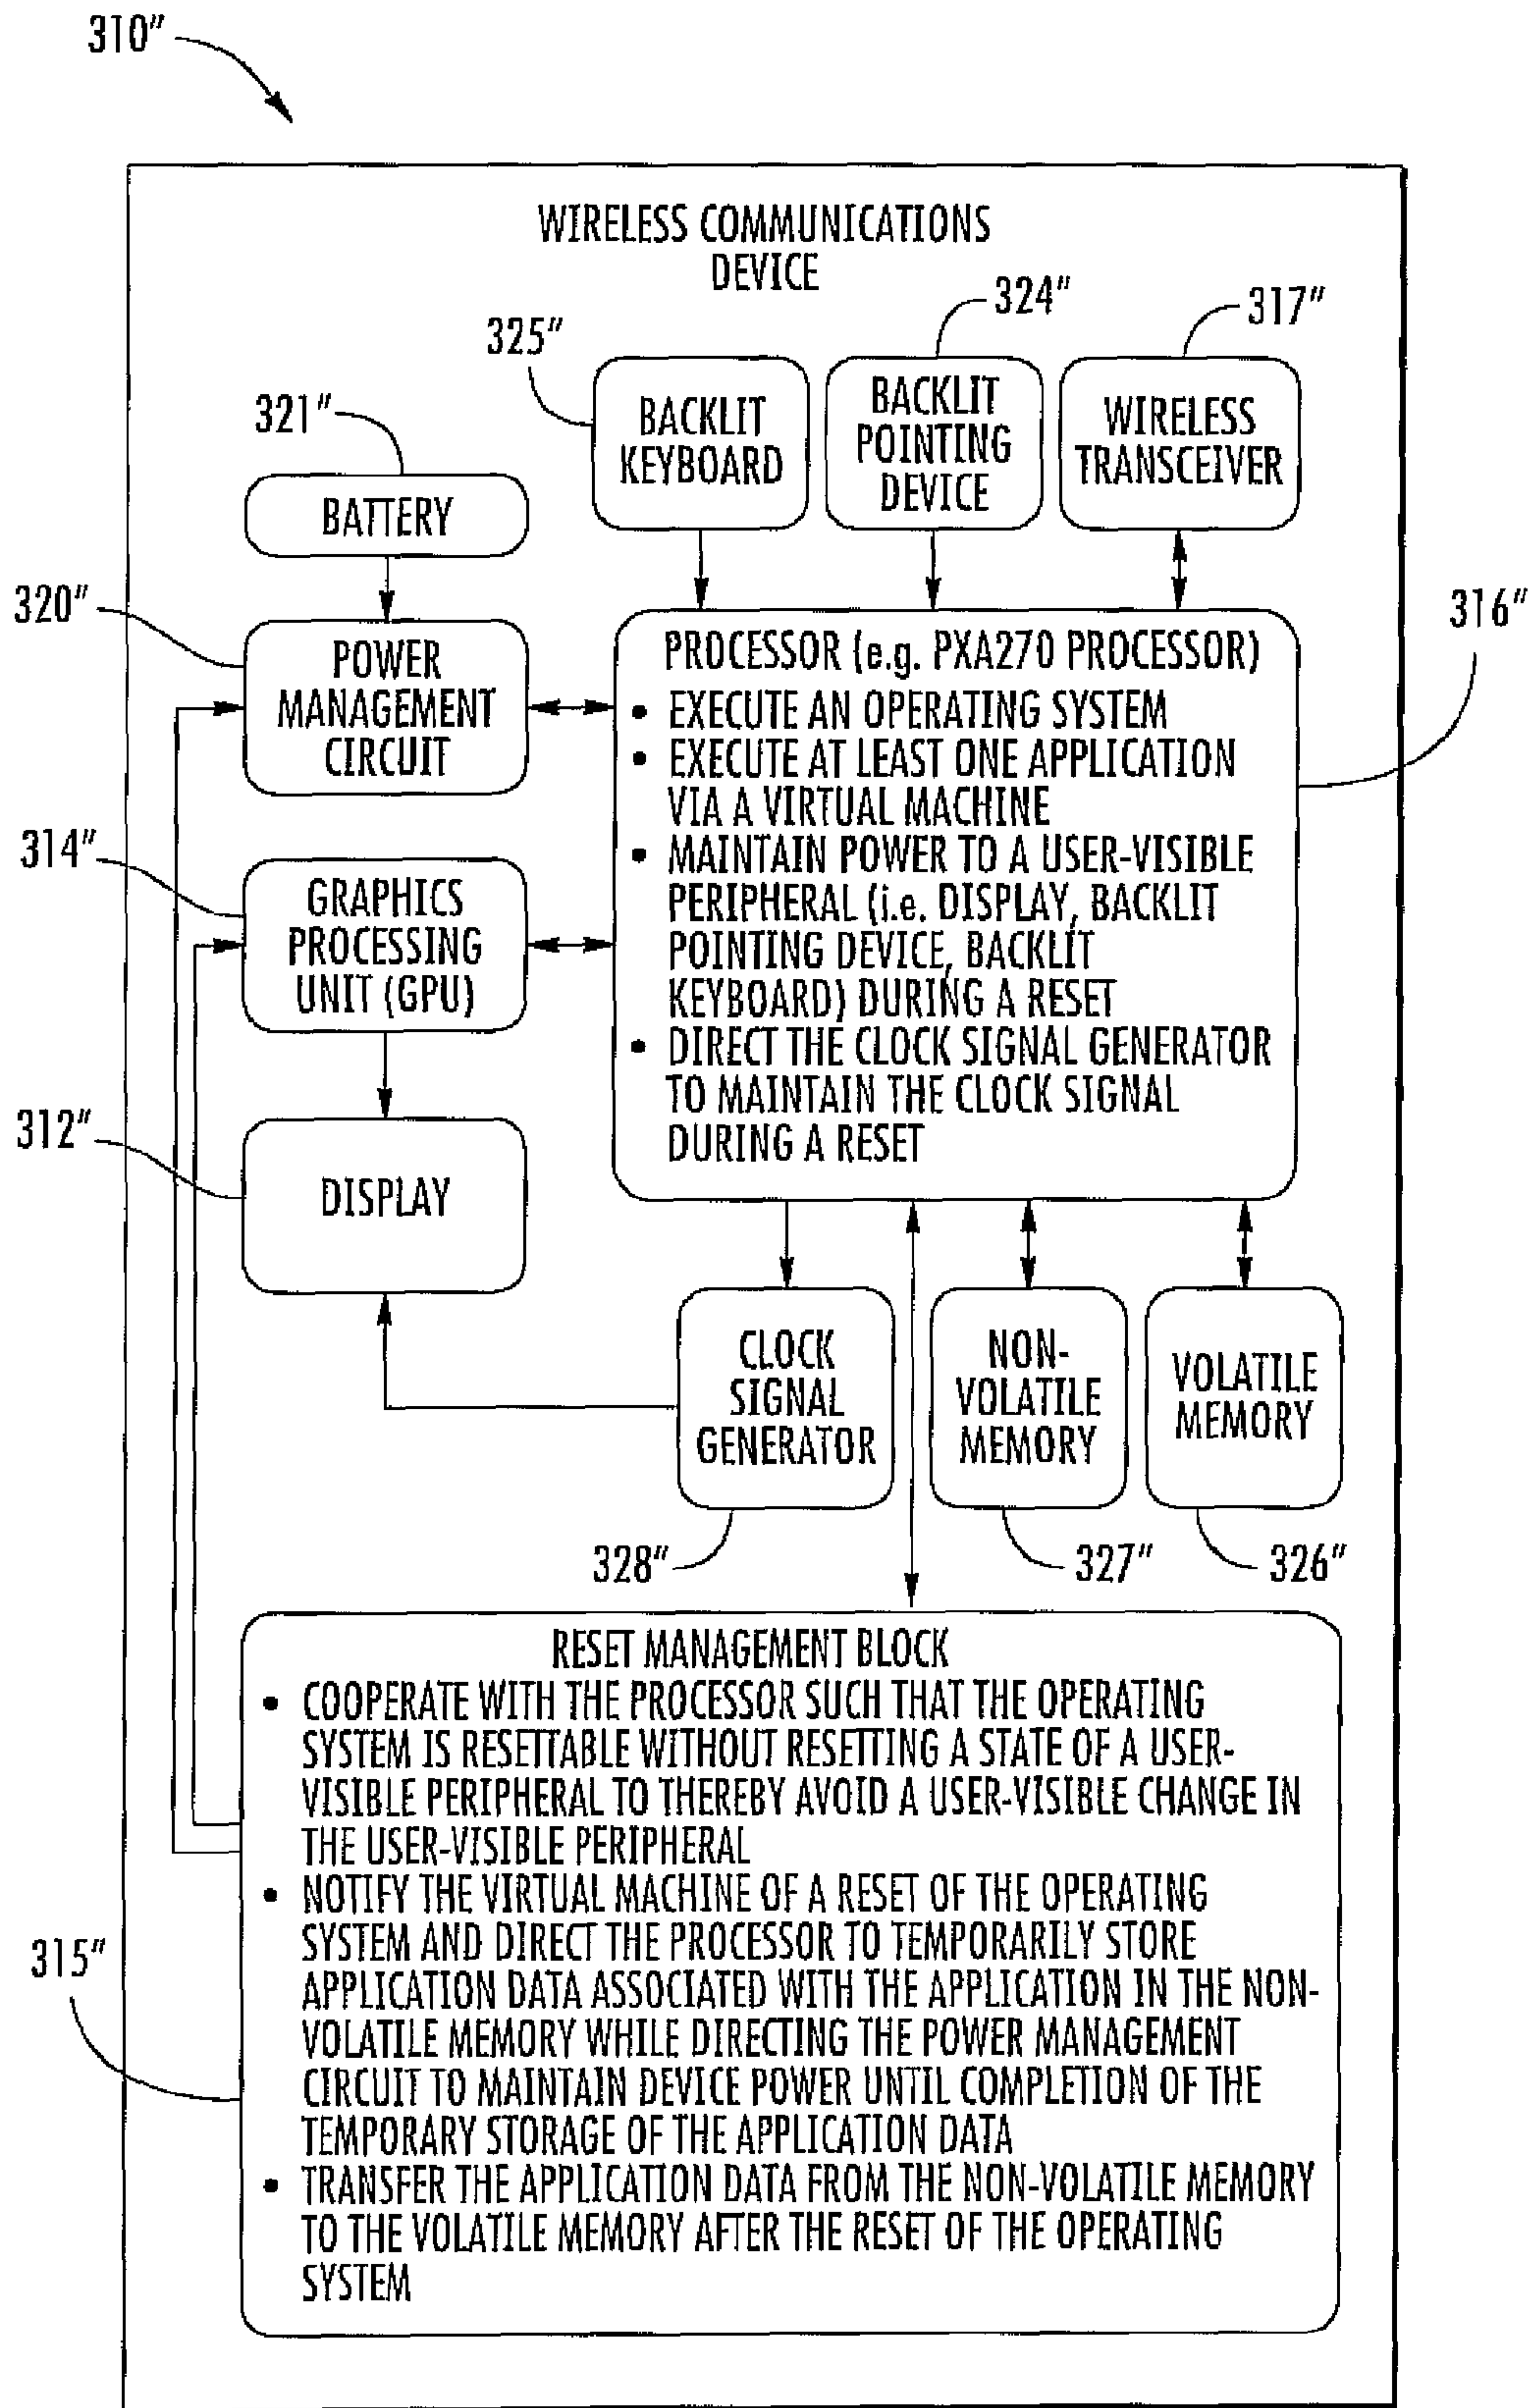 310"
WIRELESS COMMUNICATIONS
DEVICE
325"
324"
317"
321"
BACKLIT
KEYBOARD
BACKLIT
POINTING
DEVICE
WIRELESS
TRANSCEIVER
BATTERY
320"
316"
POWER
MANAGEMENT
CIRCUIT
314"
GRAPHICS
PROCESSING
UNIT (GPU)
312"
DISPLAY
PROCESSOR (e.g. PXA270 PROCESSOR)
• EXECUTE AN OPERATING SYSTEM
• EXECUTE AT LEAST ONE APPLICATION
VIA A VIRTUAL MACHINE
• MAINTAIN POWER TO A USER-VISIBLE
PERIPHERAL (i.e. DISPLAY, BACKLIT
POINTING DEVICE, BACKLIT
KEYBOARD) DURING A RESET
• DIRECT THE CLOCK SIGNAL GENERATOR
TO MAINTAIN THE CLOCK SIGNAL
DURING A RESET
CLOCK
SIGNAL
GENERATOR
NON-
VOLATILE
MEMORY
VOLATILE
MEMORY
328"
327"
326"
315"
RESET MANAGEMENT BLOCK
• COOPERATE WITH THE PROCESSOR SUCH THAT THE OPERATING
SYSTEM IS RESETTABLE WITHOUT RESETTING A STATE OF A USER-
VISIBLE PERIPHERAL TO THEREBY AVOID A USER-VISIBLE CHANGE IN
THE USER-VISIBLE PERIPHERAL
• NOTIFY THE VIRTUAL MACHINE OF A RESET OF THE OPERATING
SYSTEM AND DIRECT THE PROCESSOR TO TEMPORARILY STORE
APPLICATION DATA ASSOCIATED WITH THE APPLICATION IN THE NON-
VOLATILE MEMORY WHILE DIRECTING THE POWER MANAGEMENT
CIRCUIT TO MAINTAIN DEVICE POWER UNTIL COMPLETION OF THE
TEMPORARY STORAGE OF THE APPLICATION DATA
• TRANSFER THE APPLICATION DATA FROM THE NON-VOLATILE MEMORY
TO THE VOLATILE MEMORY AFTER THE RESET OF THE OPERATING
SYSTEM